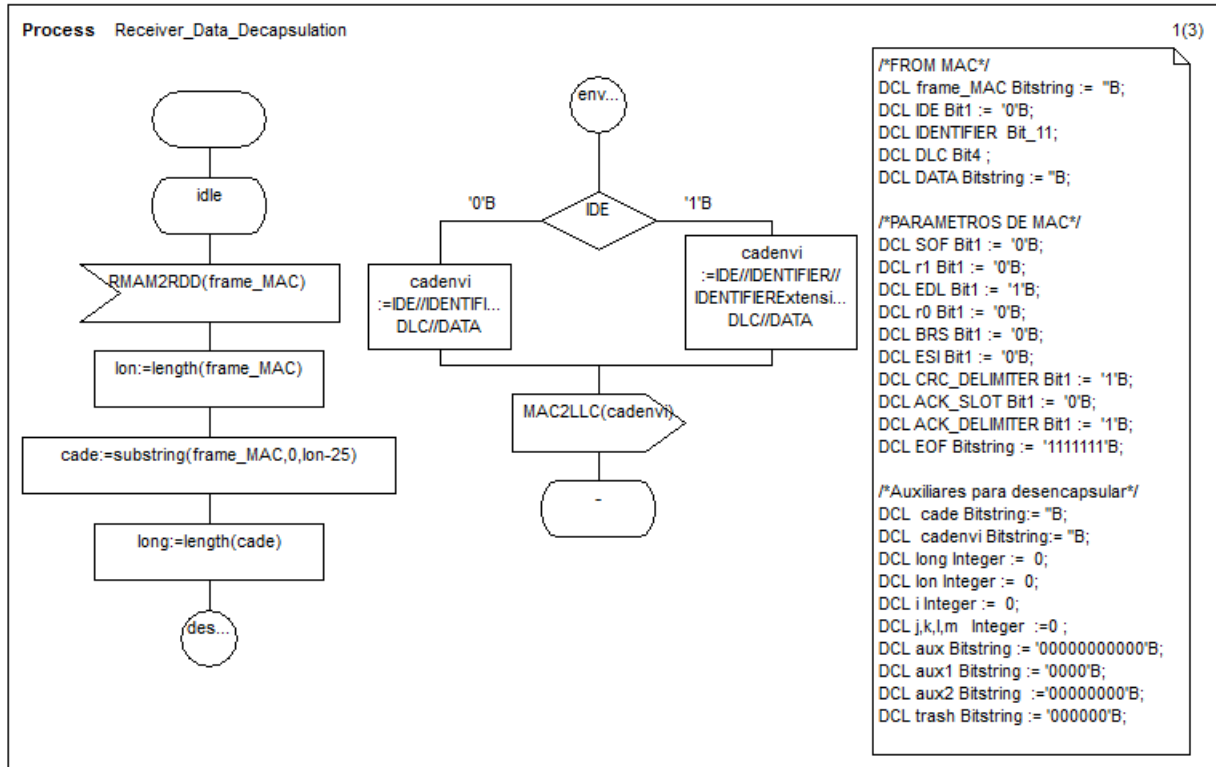 Process Receiver_Data_Decapsulation
1(3)
idle
RMAM2RDD(frame_MAC)
lon:=length(frame_MAC)
cade:=substring(frame_MAC,0,lon-25)
long:=length(cade)
des...
env...
IDE
'0'B
'1'B
cadenvi
:=IDE//IDENTIFI...
DLC//DATA
cadenvi
:=IDE//IDENTIFIER//
IDENTIFIERExtensi...
DLC//DATA
MAC2LLC(cadenvi)
-
/*FROM MAC*/
DCL frame_MAC Bitstring := ''B;
DCL IDE Bit1 := '0'B;
DCL IDENTIFIER Bit_11;
DCL DLC Bit4 ;
DCL DATA Bitstring := ''B;
/*PARAMETROS DE MAC*/
DCL SOF Bit1 := '0'B;
DCL r1 Bit1 := '0'B;
DCL EDL Bit1 := '1'B;
DCL r0 Bit1 := '0'B;
DCL BRS Bit1 := '0'B;
DCL ESI Bit1 := '0'B;
DCL CRC_DELIMITER Bit1 := '1'B;
DCL ACK_SLOT Bit1 := '0'B;
DCL ACK_DELIMITER Bit1 := '1'B;
DCL EOF Bitstring := '1111111'B;
/*Auxiliares para desencapsular*/
DCL cade Bitstring:= ''B;
DCL cadenvi Bitstring:= ''B;
DCL long Integer := 0;
DCL lon Integer := 0;
DCL i Integer := 0;
DCL j,k,l,m Integer :=0 ;
DCL aux Bitstring := '00000000000'B;
DCL aux1 Bitstring := '0000'B;
DCL aux2 Bitstring :='00000000'B;
DCL trash Bitstring := '000000'B;